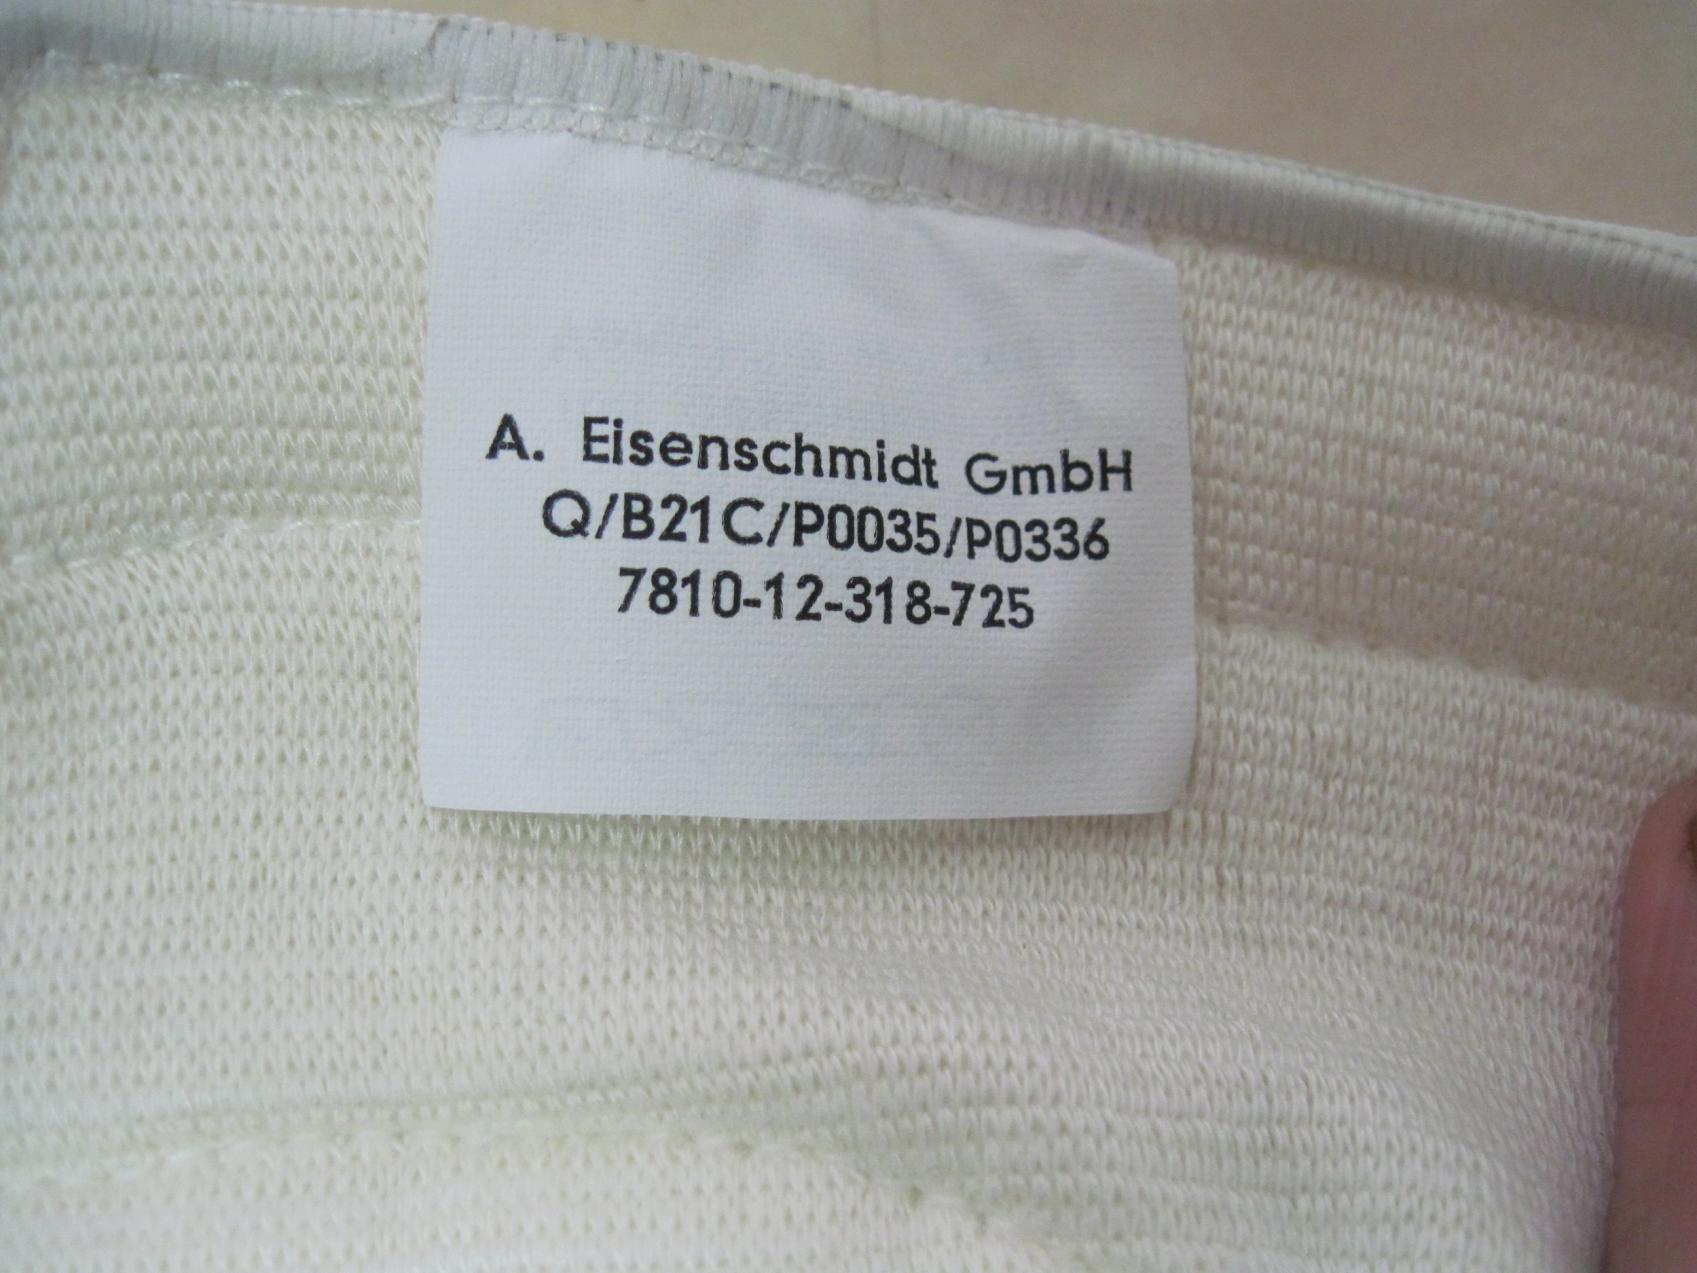 A. Eisenschmidt GmbH
Q/B21C/P0035/P0336
7810-12-318-725